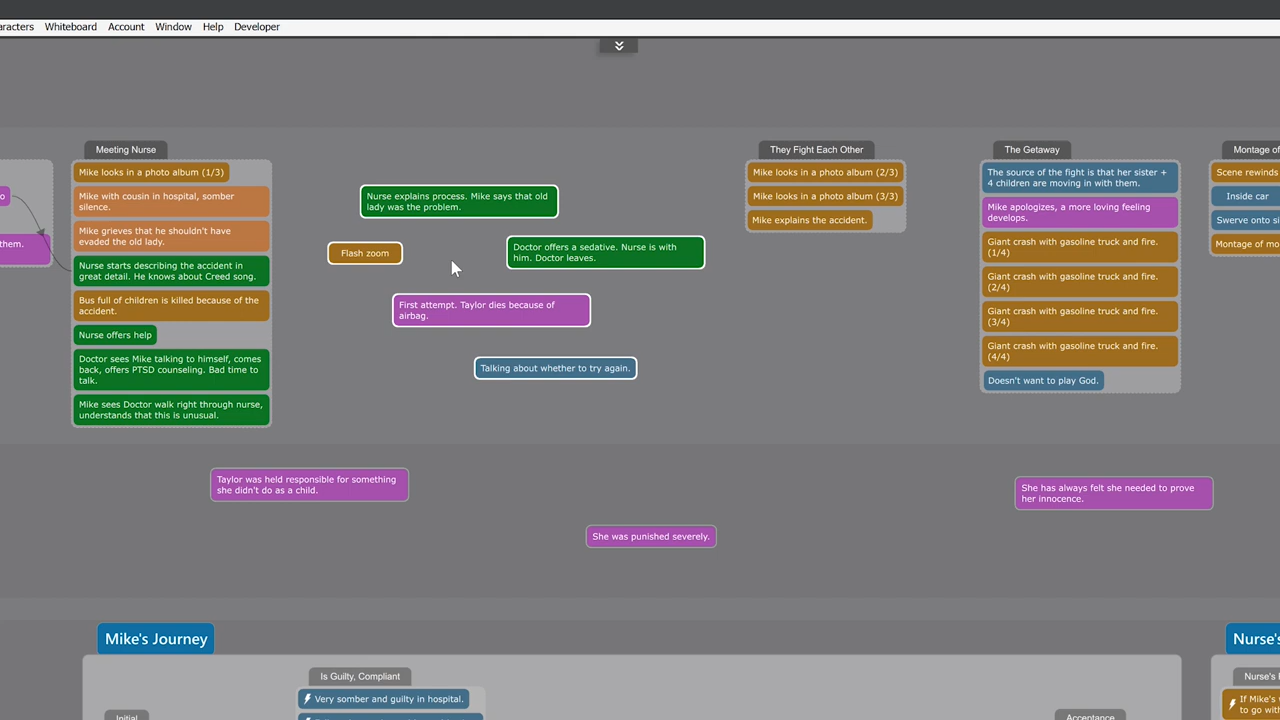 aracters Whiteboard Account Window Help Developer
Meeting Nurse
Mike looks in a photo album (1/3)
Mike with cousin in hospital, somber
silence.
Mike grieves that he shouldn't have
evaded the old lady.
Nurse starts describing the accident in
great detail. He knows about Creed song.
Bus full of children is killed because of the
accident.
Nurse offers help
Doctor sees Mike talking to himself, comes
back, offers PTSD counseling. Bad time to
talk.
Mike sees Doctor walk right through nurse,
understands that this is unusual.
o
them.
Nurse explains process. Mike says that old
lady was the problem.
Flash zoom
Doctor offers a sedative. Nurse is with
him. Doctor leaves.
First attempt. Taylor dies because of
airbag.
Talking about whether to try again.
They Fight Each Other
Mike looks in a photo album (2/3)
Mike looks in a photo album (3/3)
Mike explains the accident.
The Getaway
The source of the fight is that her sister +
4 children are moving in with them.
Mike apologizes, a more loving feeling
develops.
Giant crash with gasoline truck and fire.
(1/4)
Giant crash with gasoline truck and fire.
(2/4)
Giant crash with gasoline truck and fire.
(3/4)
Giant crash with gasoline truck and fire.
(4/4)
Doesn't want to play God.
Montage of
Scene rewinds
Inside car
Swerve onto si
Montage of mo
Taylor was held responsible for something
she didn't do as a child.
She was punished severely.
She has always felt she needed to prove
her innocence.
Mike's Journey
Is Guilty, Compliant
Very somber and guilty in hospital.
Initial
Acceptance
Nurse's
Nurse's
If Mike's
to go with